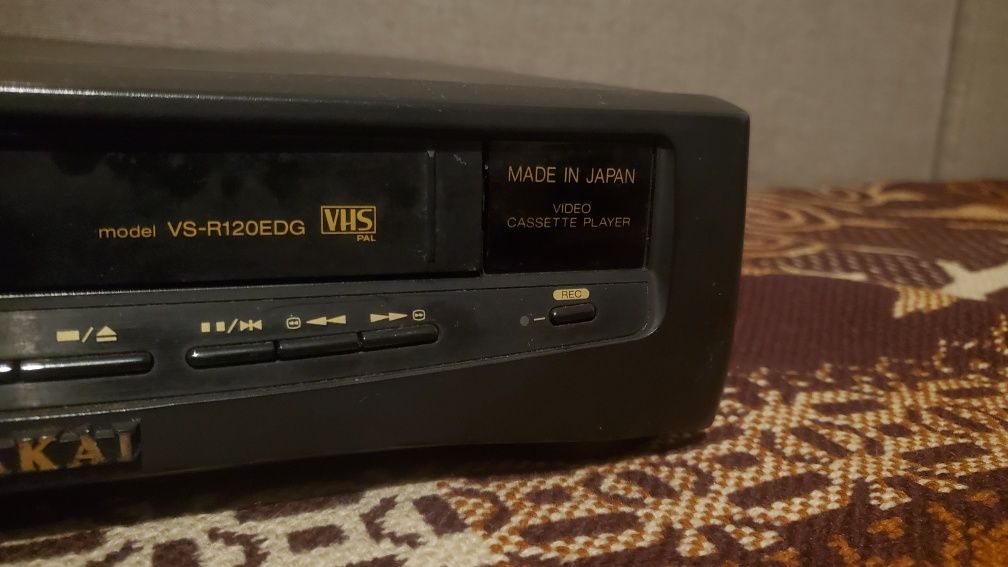 MADE IN JAPAN
VIDEO
CASSETTE PLAYER
model VS-R120EDG VHS
PAL
REC
AKAI